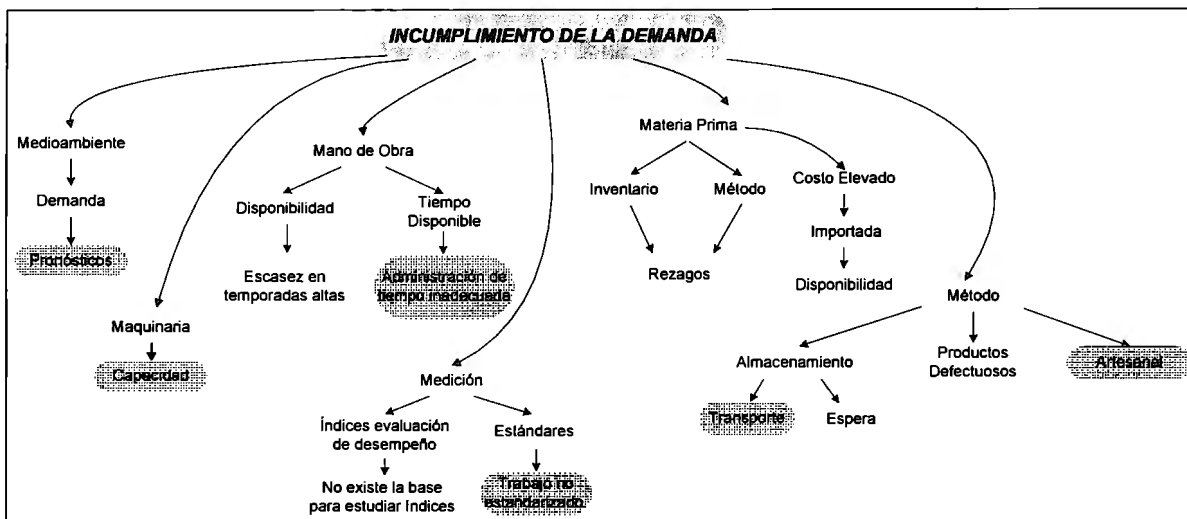 INCUMPLIMIENTO DE LA DEMANDA
Medioambiente
Demanda
Pronósticos
Maquinaria
Capacidad
Mano de Obra
Disponibilidad
Escasez en
temporadas altas
Tiempo
Disponible
Administración de
tiempo inadecuada
Medición
Índices evaluación
de desempeño
No existe la base
para estudiar índices
Estándares
Trabajo no
estandarizado
Materia Prima
Inventario
Método
Rezagos
Costo Elevado
Importada
Disponibilidad
Método
Almacenamiento
Transporte
Espera
Productos
Defectuosos
Artesanal